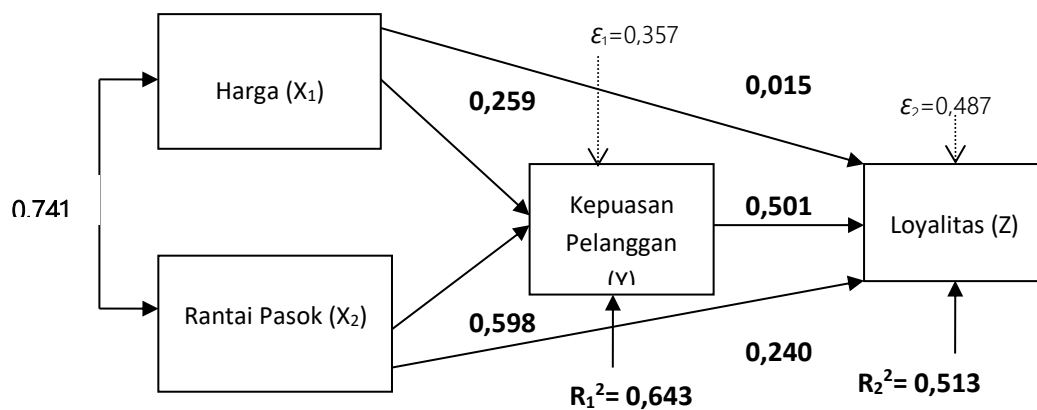 ε₁=0,357
Harga (X₁)
0,259
0,015
ε₂=0,487
0.741
Kepuasan
Pelanggan
(Y)
0,501
Loyalitas (Z)
Rantai Pasok (X₂)
0,598
0,240
R₁²= 0,643
R₂²= 0,513